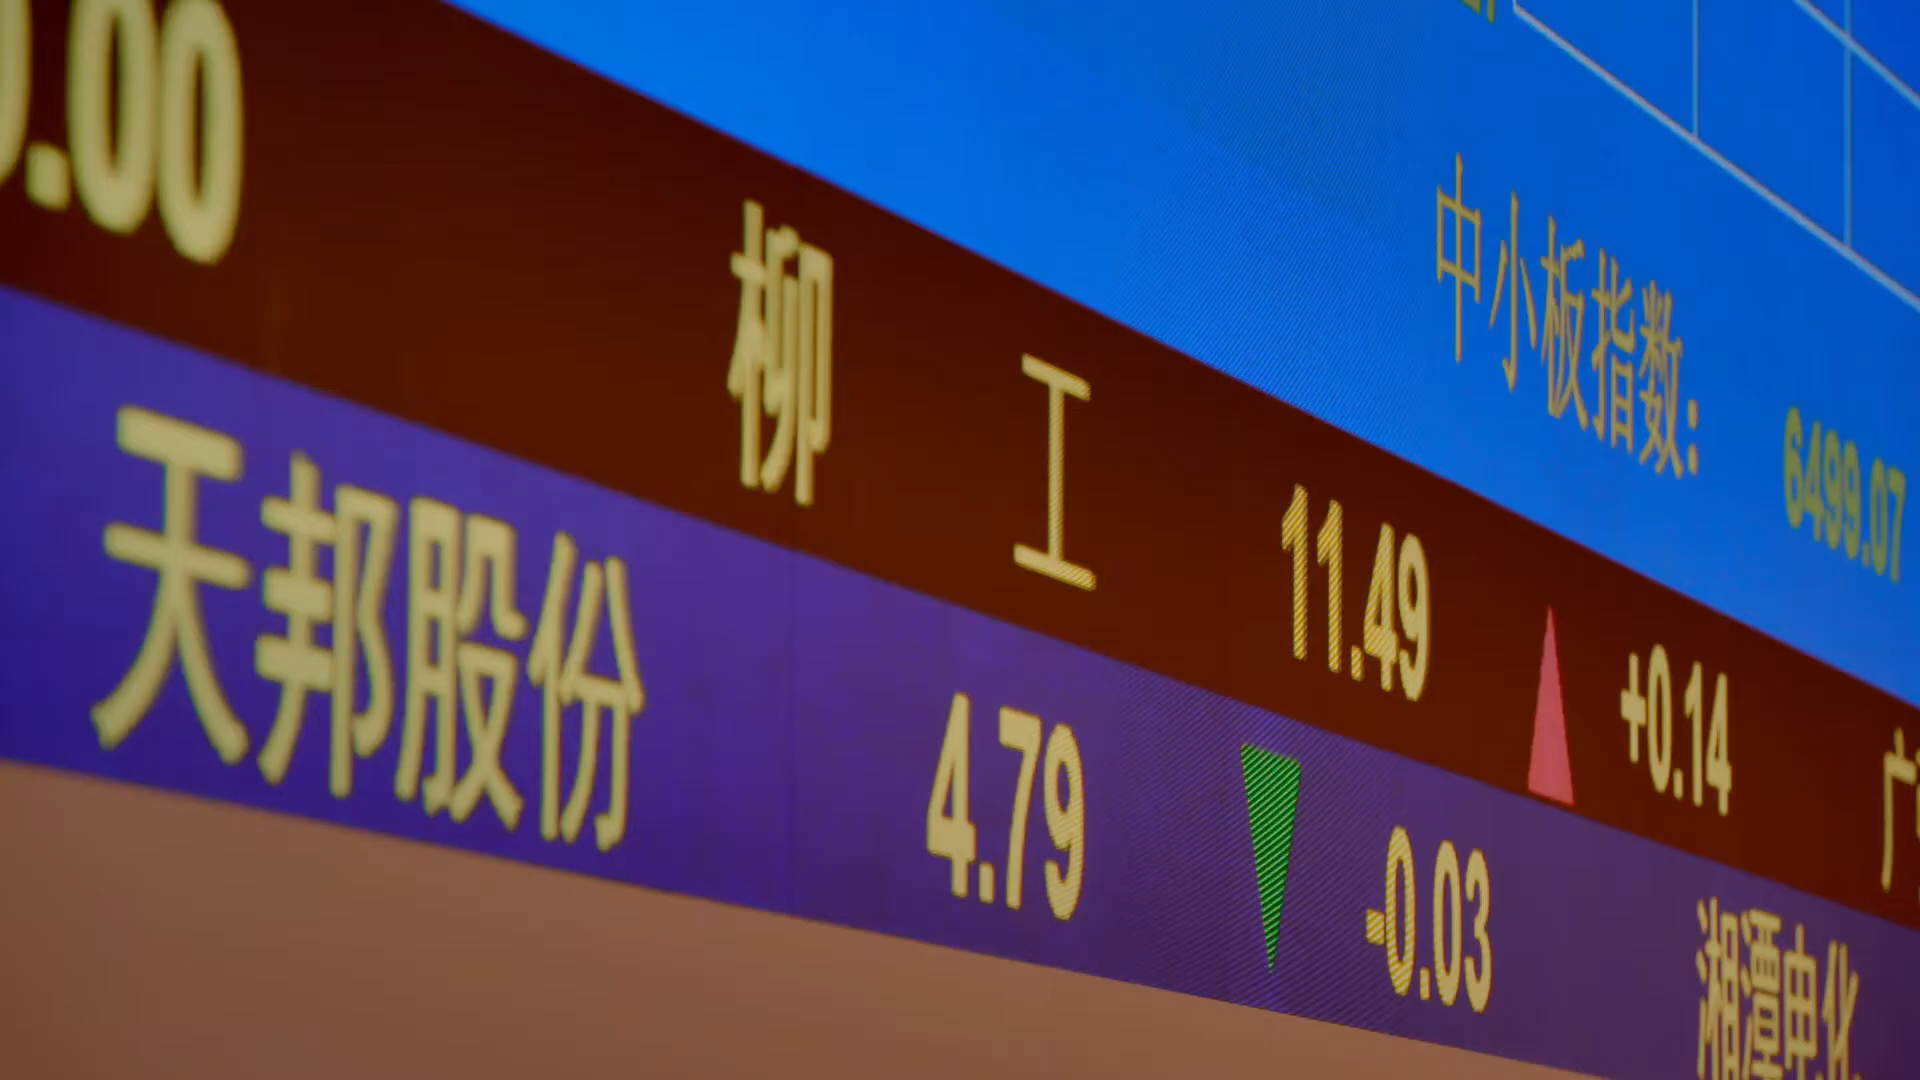 中小板指数: 6499.07
.00 柳 工 11.49 ▲ +0.14 广
天邦股份 4.79 ▼ -0.03 湘潭电化